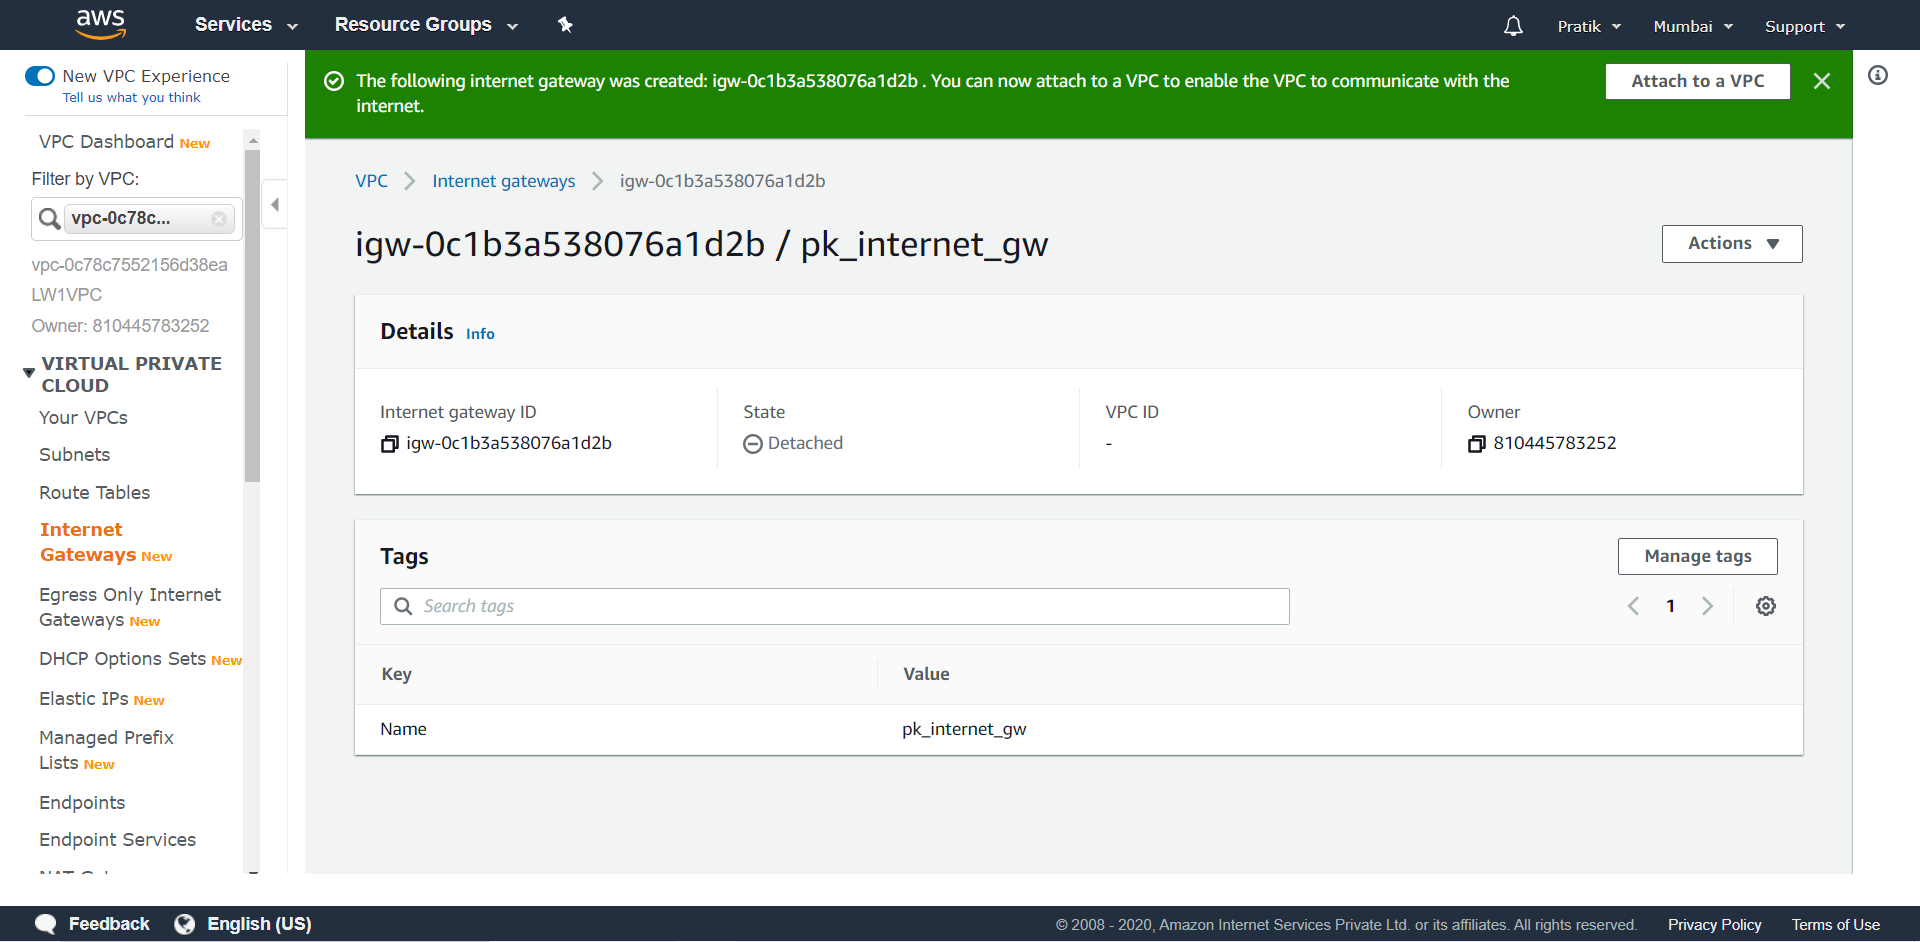 aws
Services
Resource Groups
Pratik
Mumbai
Support
New VPC Experience
Tell us what you think
VPC Dashboard New
Filter by VPC:
vpc-0c78c...
vpc-0c78c7552156d38ea
LW1VPC
Owner: 810445783252
VIRTUAL PRIVATE
CLOUD
Your VPCs
Subnets
Route Tables
Internet
Gateways New
Egress Only Internet
Gateways New
DHCP Options Sets New
Elastic IPs New
Managed Prefix
Lists New
Endpoints
Endpoint Services
The following internet gateway was created: igw-0c1b3a538076a1d2b . You can now attach to a VPC to enable the VPC to communicate with the
internet.
Attach to a VPC
VPC
Internet gateways
igw-0c1b3a538076a1d2b
igw-0c1b3a538076a1d2b / pk_internet_gw
Actions
Details Info
Internet gateway ID
igw-0c1b3a538076a1d2b
State
Detached
VPC ID
-
Owner
810445783252
Tags
Manage tags
Search tags
1
Key
Value
Name
pk_internet_gw
Feedback
English (US)
© 2008 - 2020, Amazon Internet Services Private Ltd. or its affiliates. All rights reserved.
Privacy Policy
Terms of Use